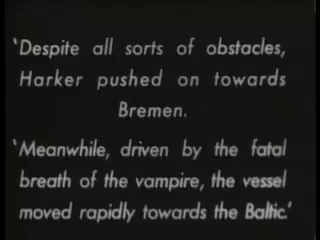 ‘Despite all sorts of obstacles,
Harker pushed on towards
Bremen.
‘Meanwhile, driven by the fatal
breath of the vampire, the vessel
moved rapidly towards the Baltic.’